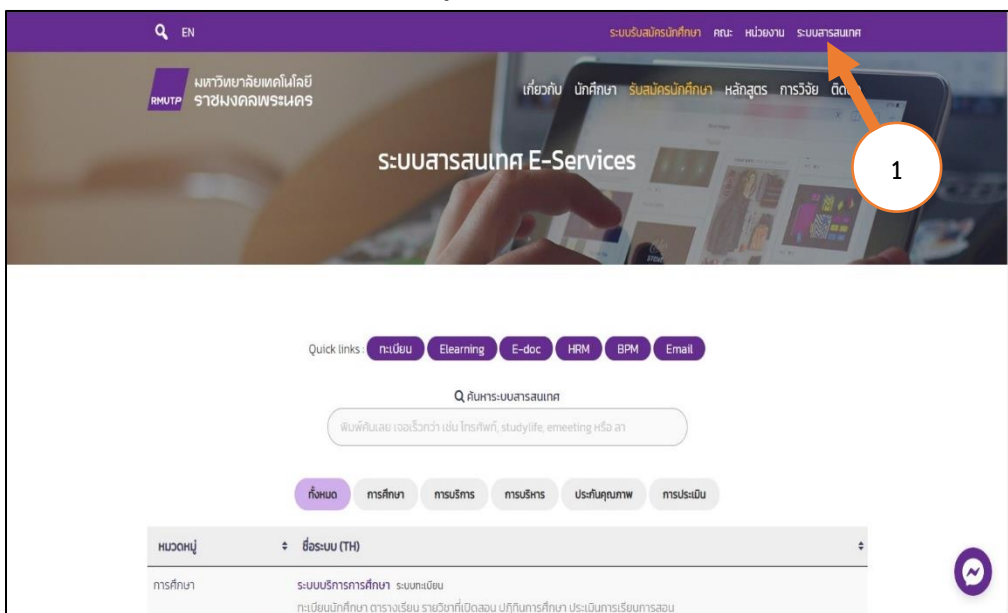 EN
ระบบรับสมัครนักศึกษา คณะ หน่วยงาน ระบบสารสนเทศ
RMUTP
มหาวิทยาลัยเทคโนโลยี
ราชมงคลพระนคร
เกี่ยวกับ นักศึกษา รับสมัครนักศึกษา หลักสูตร การวิจัย
1
ระบบสารสนเทศ E-Services
Quick links : ทะเบียน Elearning E-doc HRM BPM Email
ค้นหาระบบสารสนเทศ
พิมพ์ค้นเลย เจอเร็วกว่า เช่น โทรศัพท์, studylife, emeeting หรือ ลา
ทั้งหมด การศึกษา การบริการ การบริหาร ประกันคุณภาพ การประเมิน
หมวดหมู่ ชื่อระบบ (TH)
การศึกษา ระบบบริการการศึกษา ระบบทะเบียน
ทะเบียนนักศึกษา ตารางเรียน รายวิชาที่เปิดสอน ปฏิทินการศึกษา ประเมินการเรียนการสอน